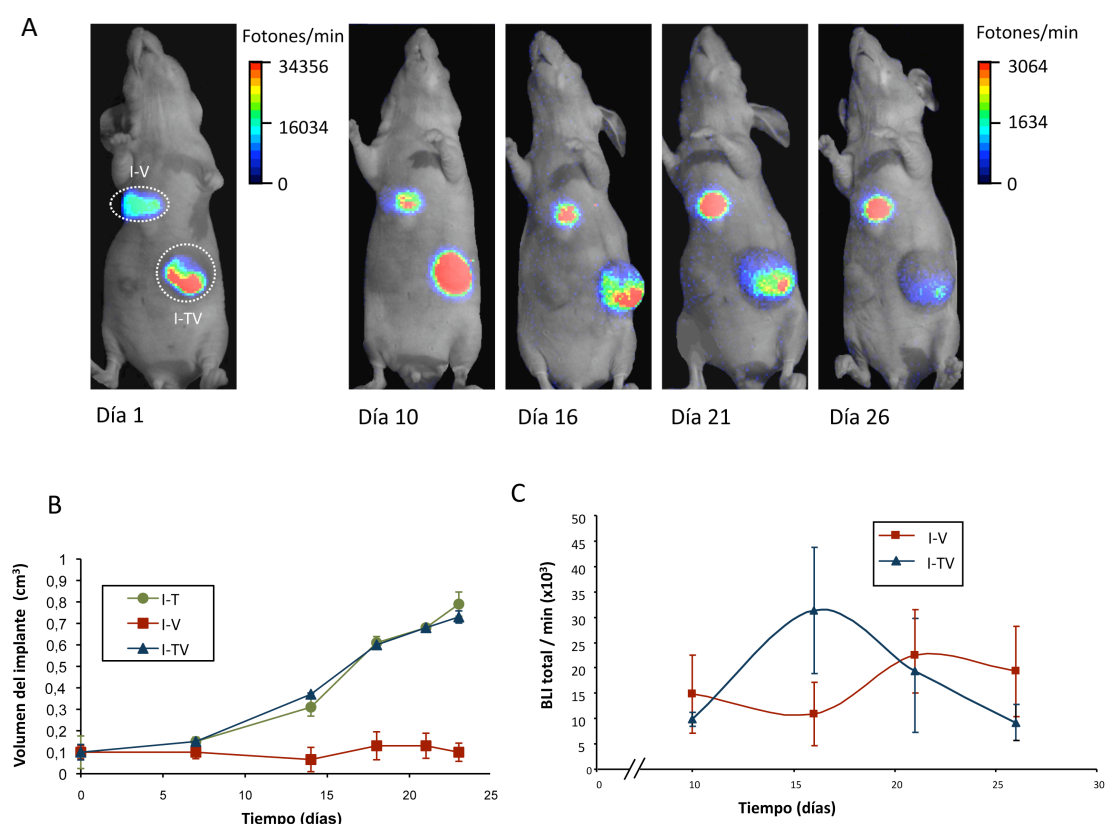 A
Fotones/min
34356
16034
0
I-V
I-TV
Fotones/min
3064
1634
0
Día 1
Día 10
Día 16
Día 21
Día 26
B
Volumen del implante (cm³)
1
0,9
0,8
0,7
0,6
0,5
0,4
0,3
0,2
0,1
0
I-T
I-V
I-TV
0 5 10 15 20 25
Tiempo (días)
C
BLI total / min (x10³)
50
45
40
35
30
25
20
15
10
5
0
I-V
I-TV
0 10 15 20 25 30
Tiempo (días)